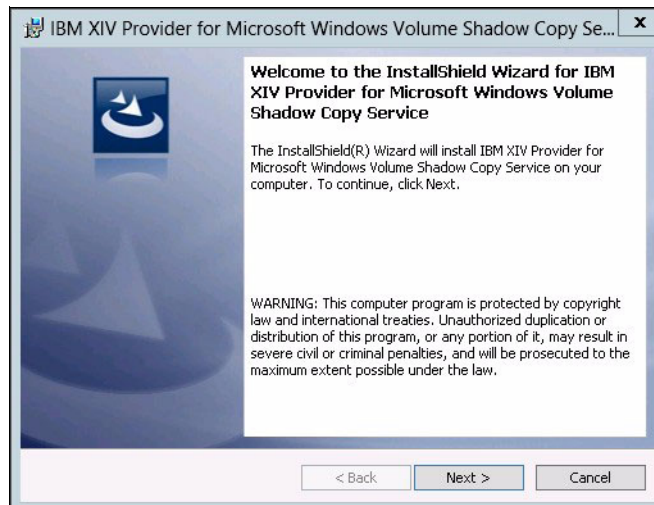 IBM XIV Provider for Microsoft Windows Volume Shadow Copy Se... x
Welcome to the InstallShield Wizard for IBM
XIV Provider for Microsoft Windows Volume
Shadow Copy Service
The InstallShield(R) Wizard will install IBM XIV Provider for
Microsoft Windows Volume Shadow Copy Service on your
computer. To continue, click Next.
WARNING: This computer program is protected by copyright
law and international treaties. Unauthorized duplication or
distribution of this program, or any portion of it, may result in
severe civil or criminal penalties, and will be prosecuted to the
maximum extent possible under the law.
< Back Next > Cancel